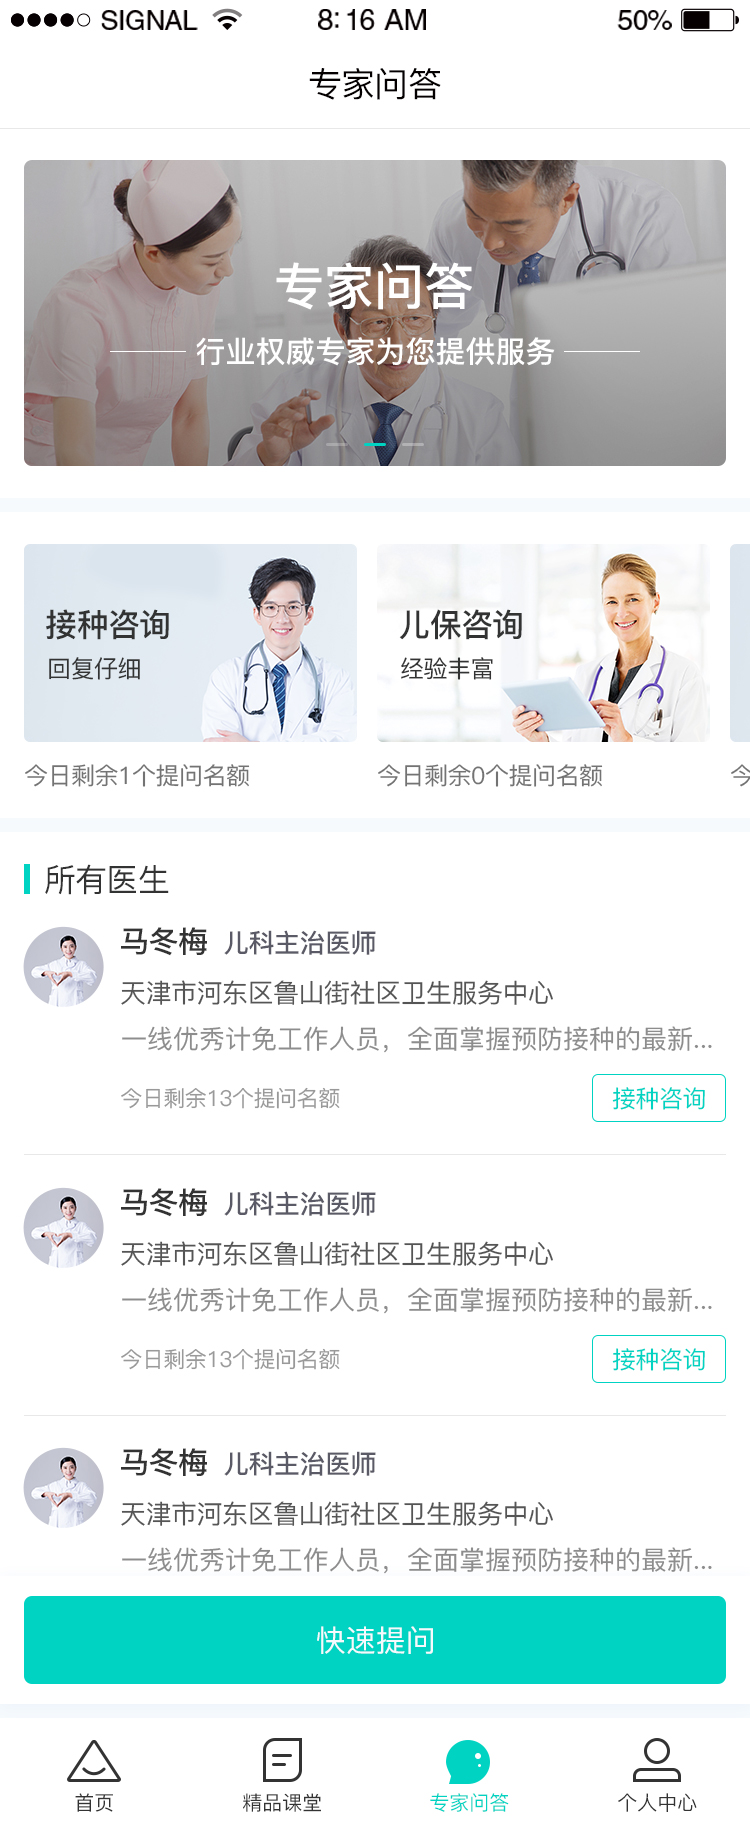 SIGNAL
8:16 AM
50%
专家问答
专家问答
行业权威专家为您提供服务
接种咨询
回复仔细
儿保咨询
经验丰富
今日剩余1个提问名额
今日剩余0个提问名额
今
所有医生
马冬梅 儿科主治医师
天津市河东区鲁山街社区卫生服务中心
一线优秀计免工作人员，全面掌握预防接种的最新...
今日剩余13个提问名额
接种咨询
马冬梅 儿科主治医师
天津市河东区鲁山街社区卫生服务中心
一线优秀计免工作人员，全面掌握预防接种的最新...
今日剩余13个提问名额
接种咨询
马冬梅 儿科主治医师
天津市河东区鲁山街社区卫生服务中心
一线优秀计免工作人员，全面掌握预防接种的最新...
快速提问
首页
精品课堂
专家问答
个人中心